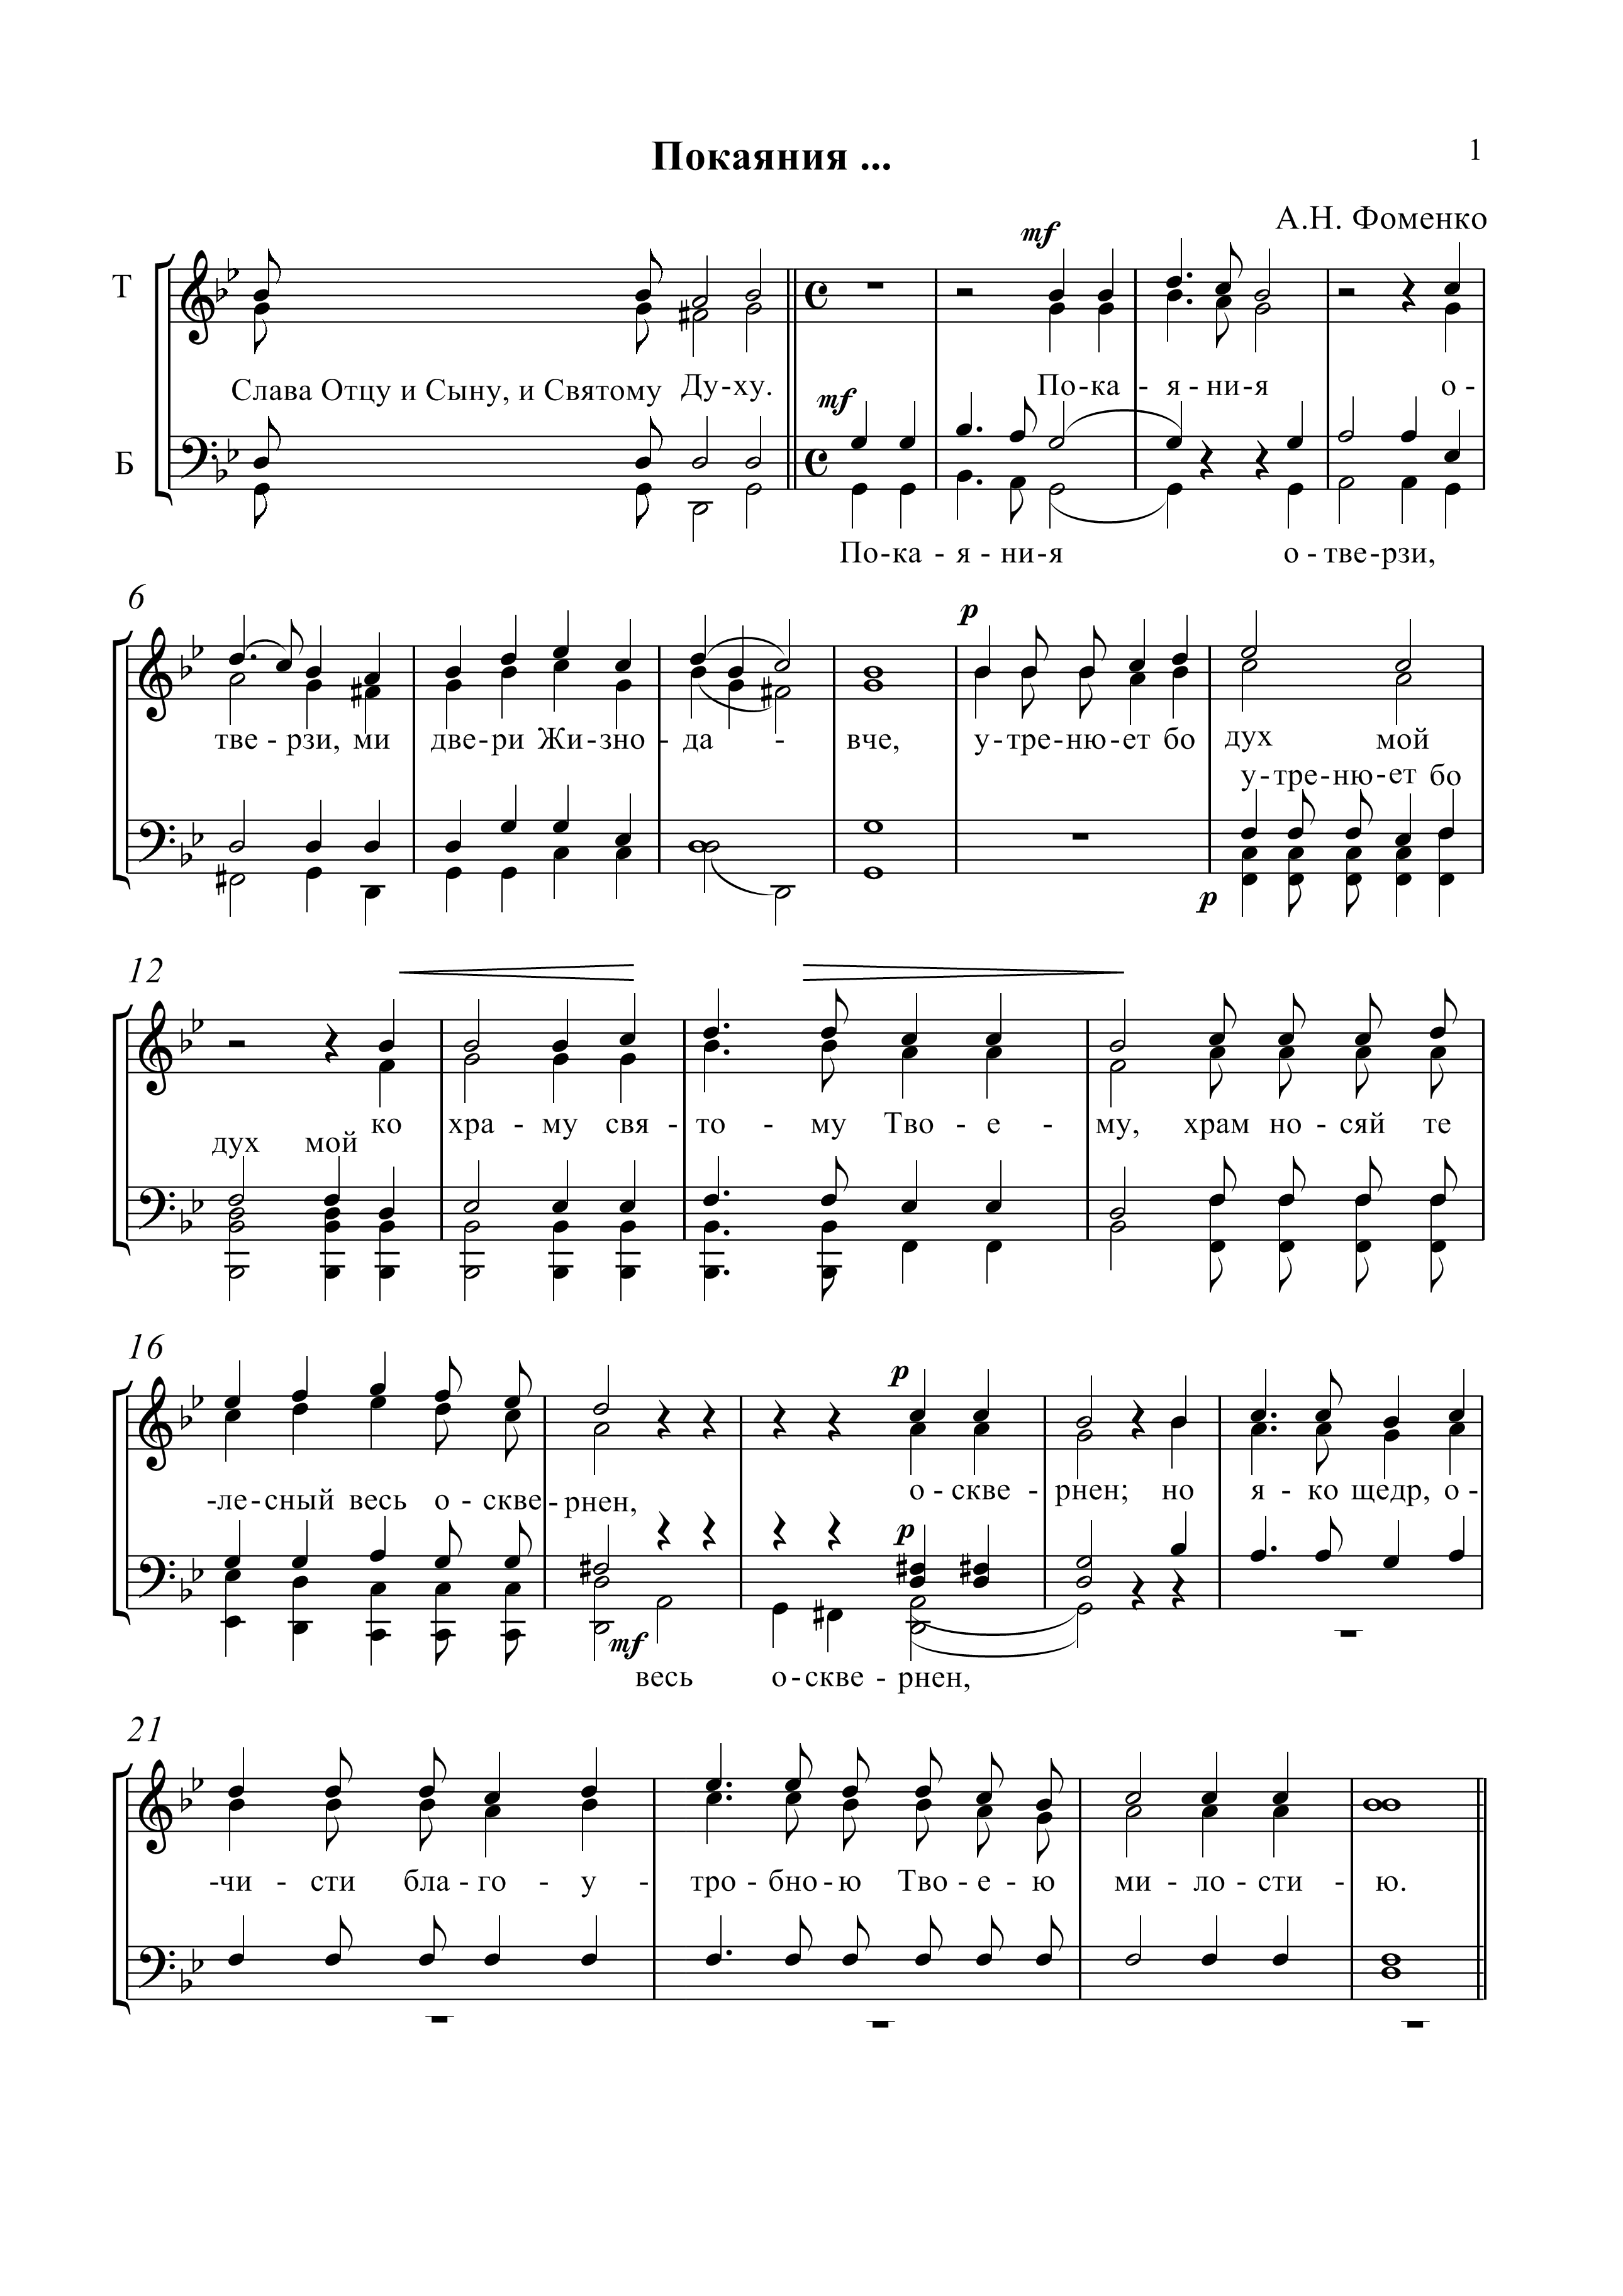 Покаяния ...
1
А.Н. Фоменко
mf
Т
Слава Отцу и Сыну, и Святому Ду-ху. По-ка - я - ни-я о -
mf
Б
По-ка - я - ни-я о - тве-рзи,
6
p
тве - рзи, ми две-ри Жи-зно - да - вче, у-тре-ню-ет бо дух мой
у-тре-ню-ет бо
p
12
ко хра - му свя - то - му Тво - е - му, храм но - сяй те
дух мой
16
p
-ле-сный весь о - скве - рнен, о - скве - рнен; но я - ко щедр, о -
p
mf
весь о-скве - рнен,
21
-чи - сти бла - го - у - тро - бно - ю Тво - е - ю ми - ло - сти - ю.